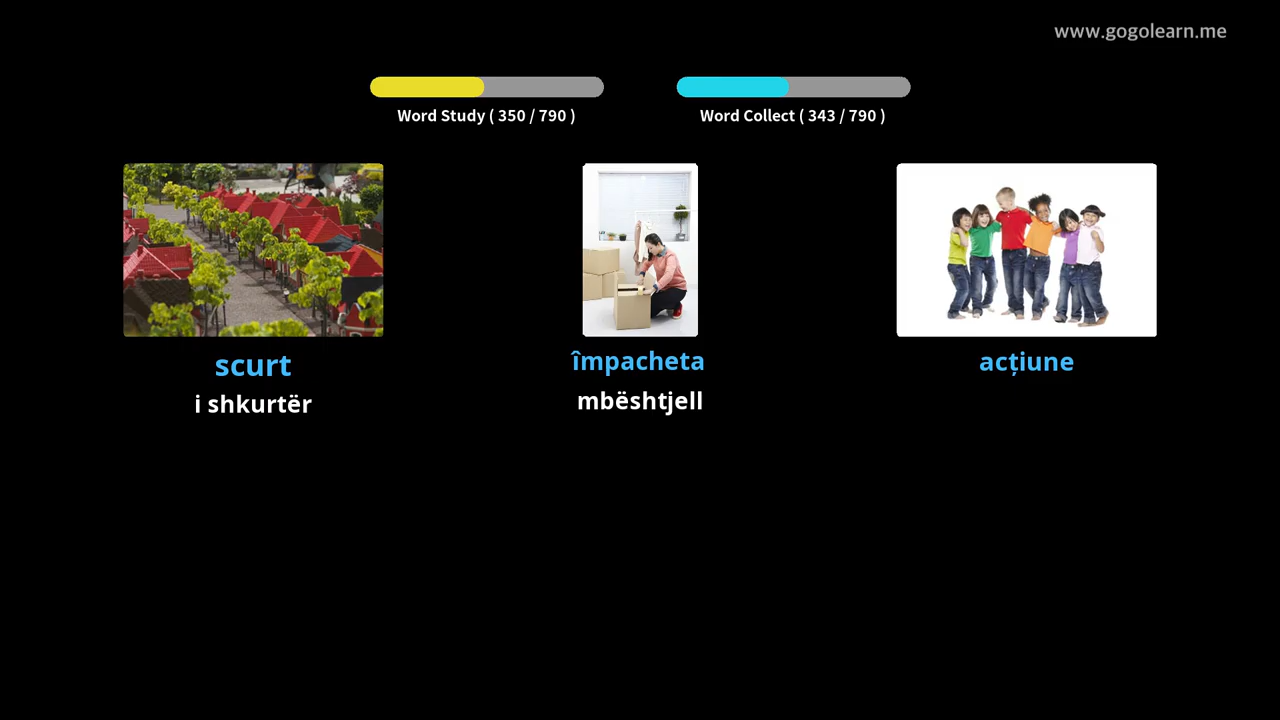 www.gogolearn.me
Word Study ( 350 / 790 )
Word Collect ( 343 / 790 )
scurt
i shkurtër
împacheta
mbështjell
acțiune